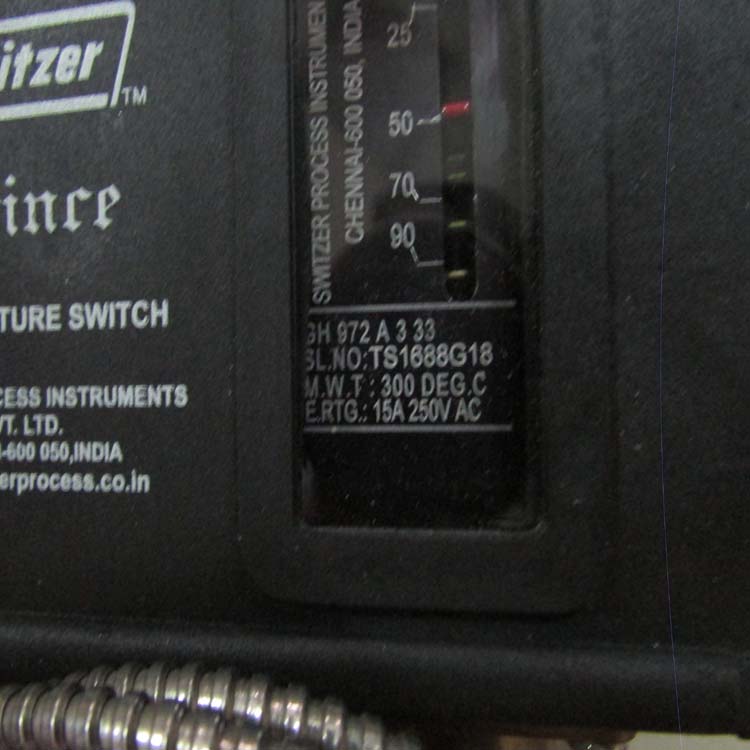 itzer
TM
ince
TURE SWITCH
CESS INSTRUMENTS
VT. LTD.
I-600 050,INDIA
erprocess.co.in
SWITZER PROCESS INSTRUMEN
CHENNAI-600 050, INDIA
25
50
70
90
GH 972 A 3 33
SL.NO:TS1688G18
M.W.T : 300 DEG.C
E.RTG.: 15A 250V AC